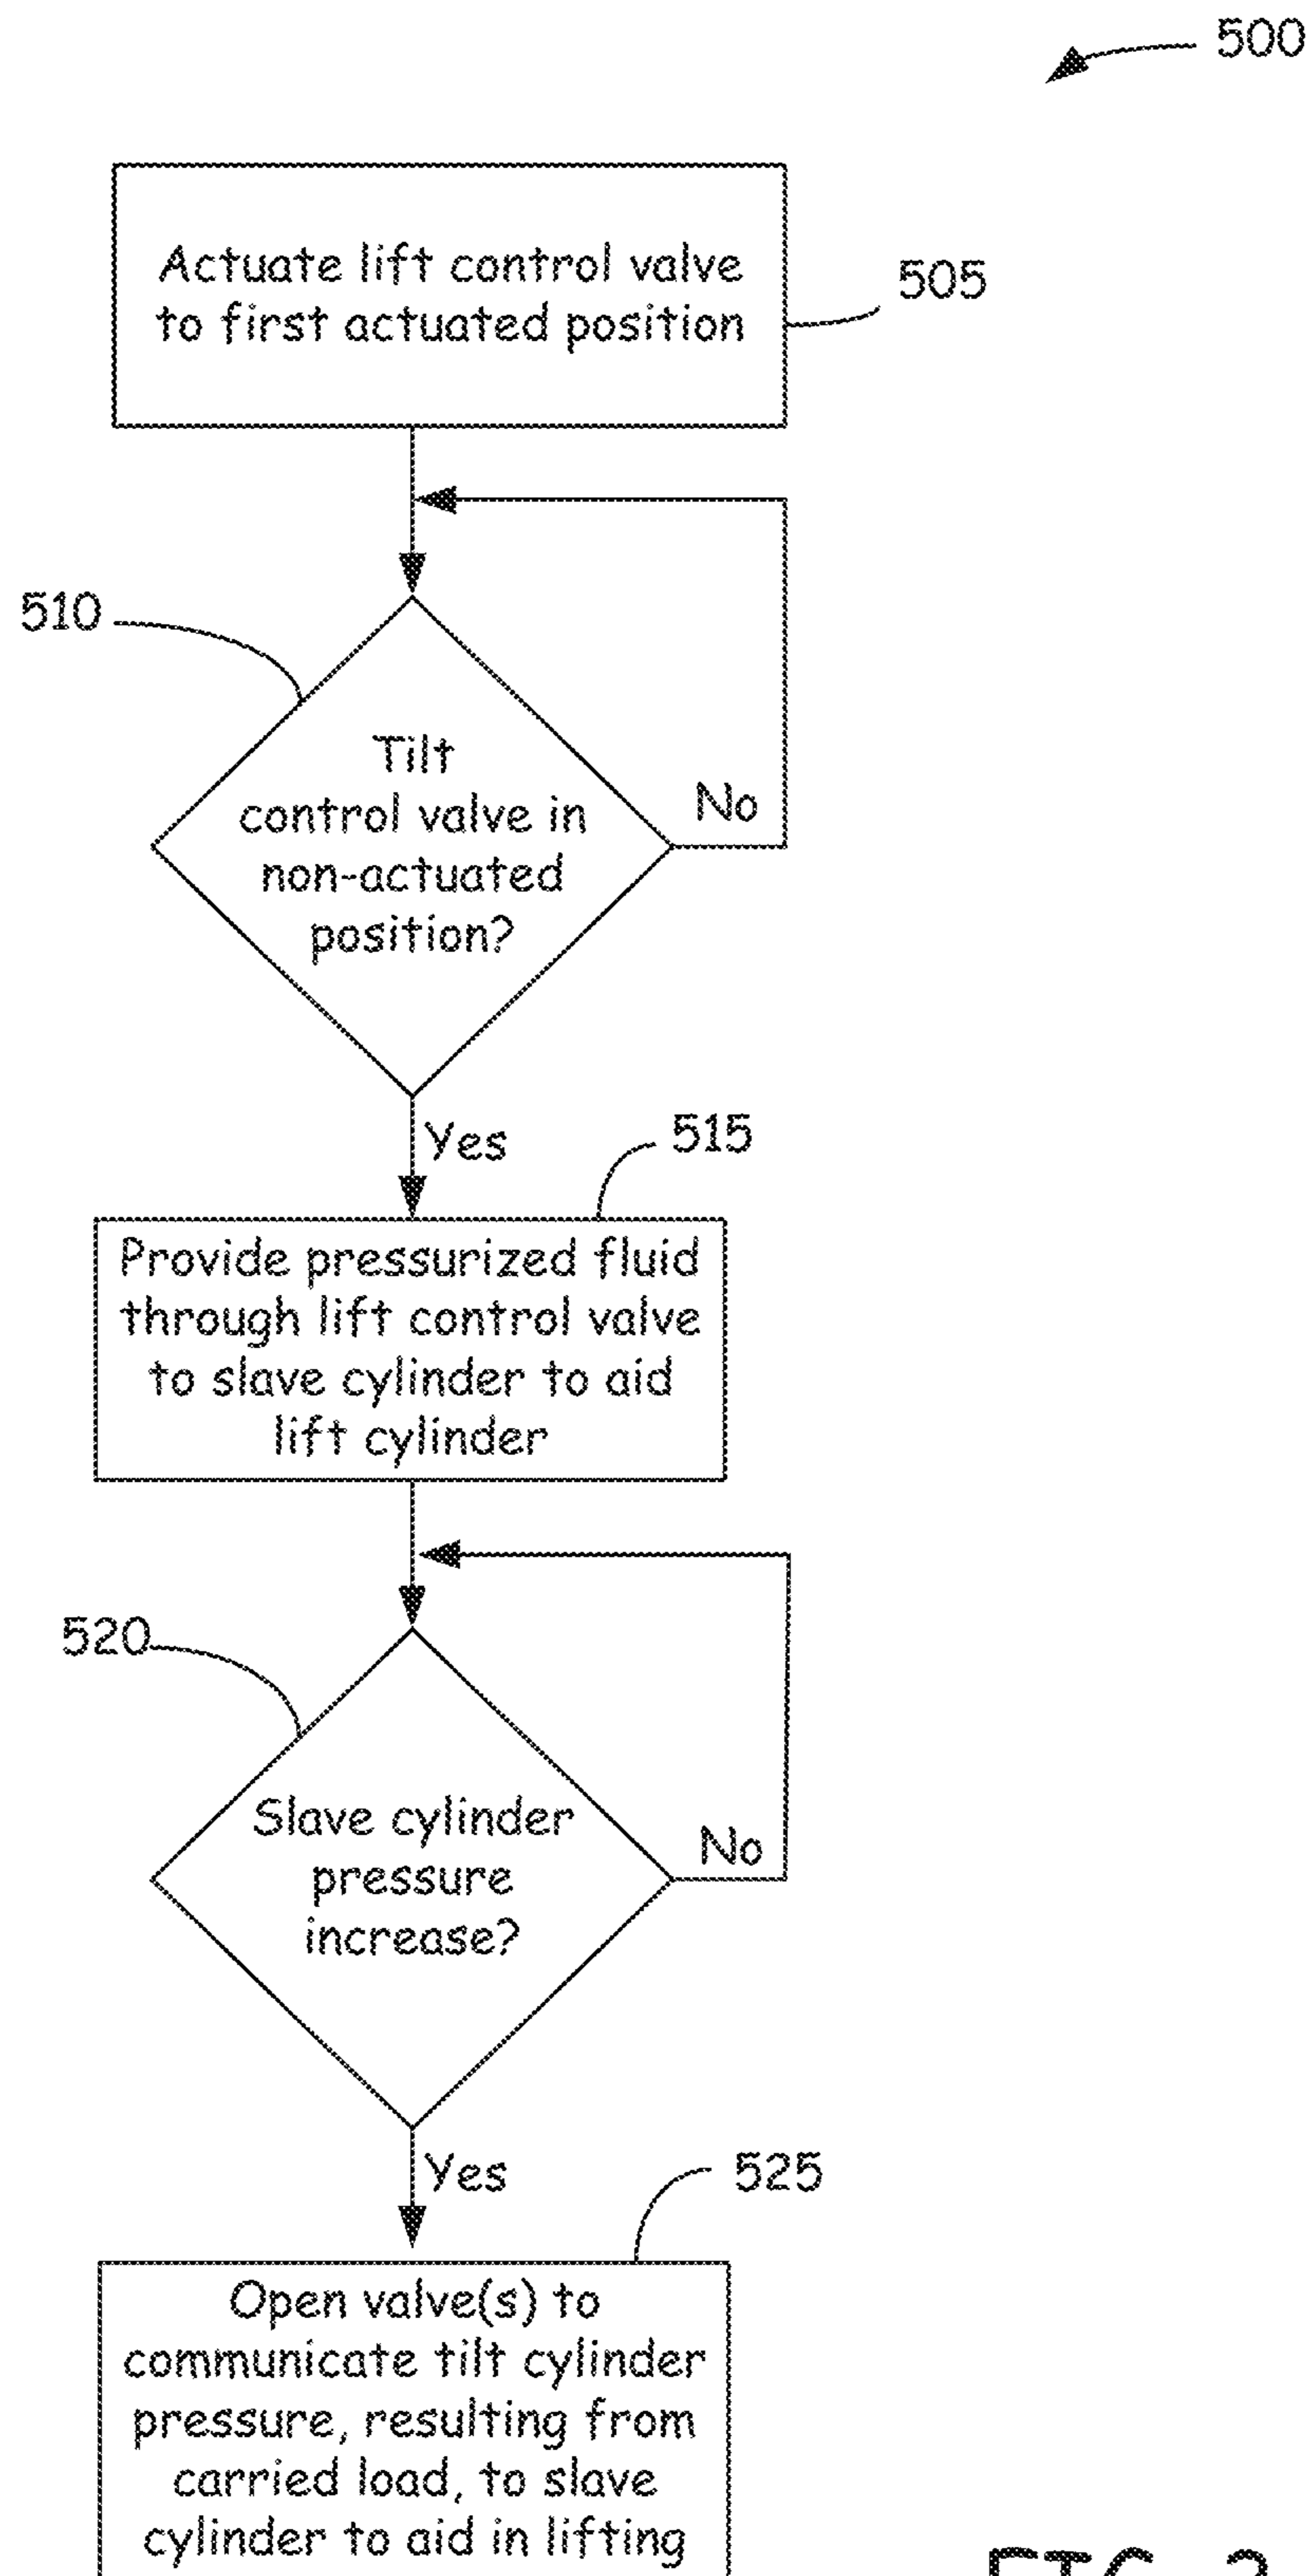 500
Actuate lift control valve
to first actuated position
505
510
Tilt
control valve in
non-actuated
position?
No
Yes
515
Provide pressurized fluid
through lift control valve
to slave cylinder to aid
lift cylinder
520
Slave cylinder
pressure
increase?
No
Yes
525
Open valve(s) to
communicate tilt cylinder
pressure, resulting from
carried load, to slave
cylinder to aid in lifting